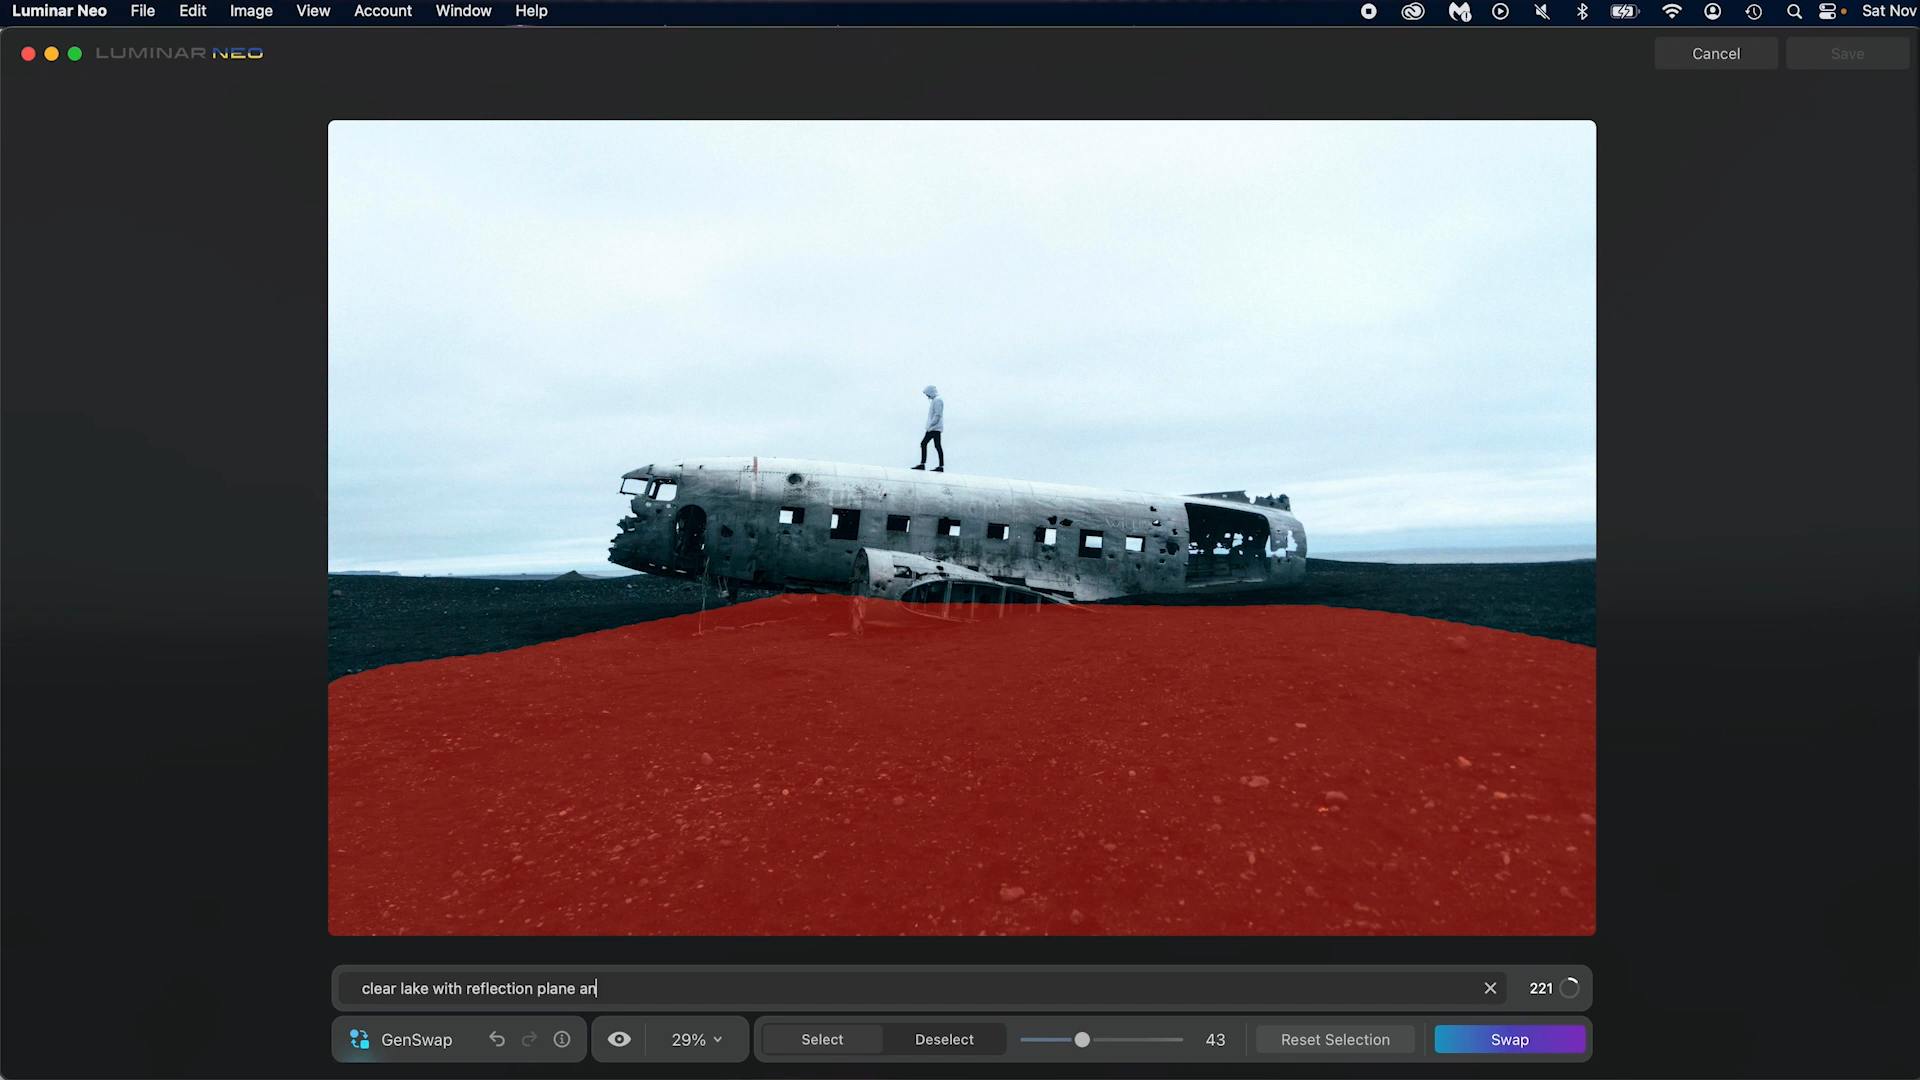 Luminar Neo File Edit Image View Account Window Help Sat Nov
LUMINAR NEO Cancel Save
clear lake with reflection plane an 221
GenSwap 29% Select Deselect 43 Reset Selection Swap